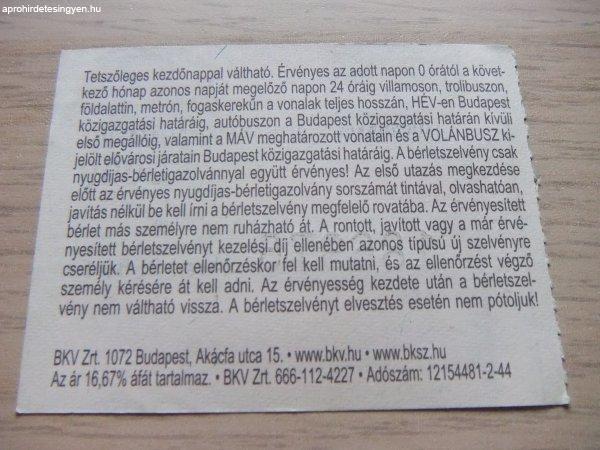 aprohirdetesingyen.hu
Tetszőleges kezdőnappal váltható. Érvényes az adott napon 0 órától a követ-
kező hónap azonos napját megelőző napon 24 óráig villamoson, trolibuszon,
földalattin, metrón, fogaskerekűn a vonalak teljes hosszán, HÉV-en Budapest
közigazgatási határáig, autóbuszon a Budapest közigazgatási határán kívüli
első megállóig, valamint a MÁV meghatározott vonatain és a VOLÁNBUSZ ki-
jelölt elővárosi járatain Budapest közigazgatási határáig. A bérletszelvény csak
nyugdíjas-bérletigazolvánnyal együtt érvényes! Az első utazás megkezdése
előtt az érvényes nyugdíjas-bérletigazolvány sorszámát tintával, olvashatóan,
javítás nélkül be kell írni a bérletszelvény megfelelő rovatába. Az érvényesített
bérlet más személyre nem ruházható át. A rontott, javított vagy a már érvé-
nyesített bérletszelvényt kezelési díj ellenében azonos típusú új szelvényre
cseréljük. A bérletet ellenőrzéskor fel kell mutatni, és az ellenőrzést végző
személy kérésére át kell adni. Az érvényesség kezdete után a bérletszel-
vény nem váltható vissza. A bérletszelvényt elvesztés esetén nem pótoljuk!
BKV Zrt. 1072 Budapest, Akácfa utca 15. • www.bkv.hu • www.bksz.hu
Az ár 16,67% áfát tartalmaz. • BKV Zrt. 666-112-4227 • Adószám: 12154481-2-44